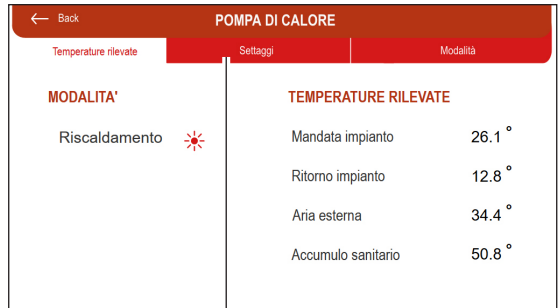 ← Back
POMPA DI CALORE
Temperature rilevate
Settaggi
Modalità
MODALITA'
Riscaldamento
TEMPERATURE RILEVATE
Mandata impianto 26.1 °
Ritorno impianto 12.8 °
Aria esterna 34.4 °
Accumulo sanitario 50.8 °